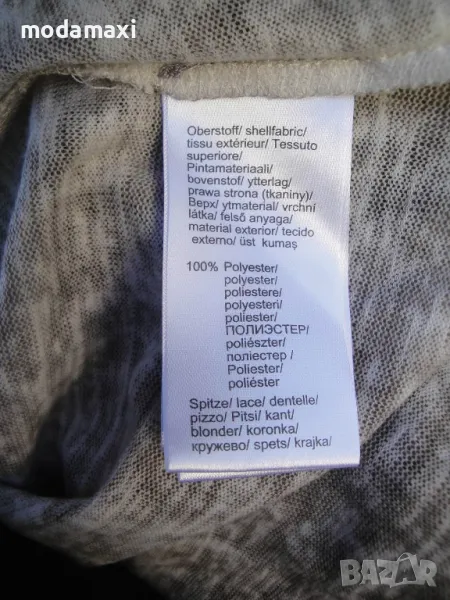 modamaxi
Oberstoff/ shellfabric/
tissu extérieur/ Tessuto
superiore/
Pintamateriaali/
bovenstof/ ytterlag/
prawa strona (tkaniny)/
Верх/ ytmaterial/ vrchní
látka/ felső anyaga/
material exterior/ tecido
externo/ üst kumaş
100% Polyester/
polyester/
poliestere/
polyesteri/
poliester/
ПОЛИЭСТЕР/
poliészter/
поліестер /
Poliester/
poliéster
Spitze/ lace/ dentelle/
pizzo/ Pitsi/ kant/
blonder/ koronka/
кружево/ spets/ krajka/
BAZAR